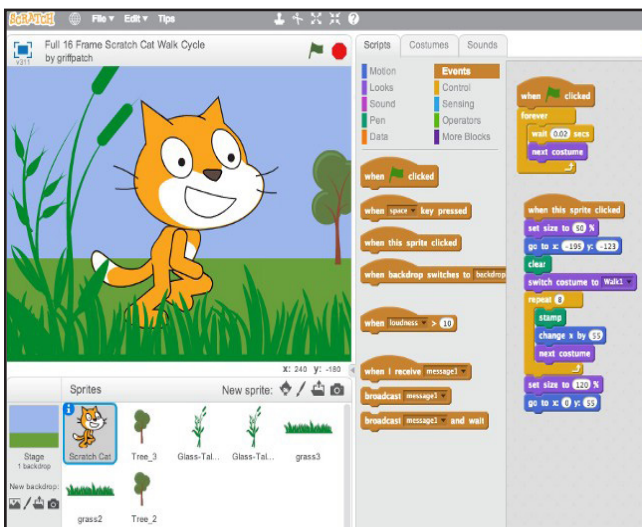 SCRATCH File Edit Tips
v311
Full 16 Frame Scratch Cat Walk Cycle
by griffpatch
x: 240 y: -180
Sprites New sprite:
Stage
1 backdrop
New backdrop:
Scratch Cat
Tree_3
Glass-Tal...
Glass-Tal...
grass3
grass2
Tree_2
Scripts Costumes Sounds
Motion Events
Looks Control
Sound Sensing
Pen Operators
Data More Blocks
when clicked
when space key pressed
when this sprite clicked
when backdrop switches to backdrop
when loudness > 10
when I receive message1
broadcast message1
broadcast message1 and wait
when clicked
forever
wait 0.02 secs
next costume
when this sprite clicked
set size to 50 %
go to x: -195 y: -123
clear
switch costume to Walk1
repeat 8
stamp
change x by 55
next costume
set size to 120 %
go to x: 0 y: 55